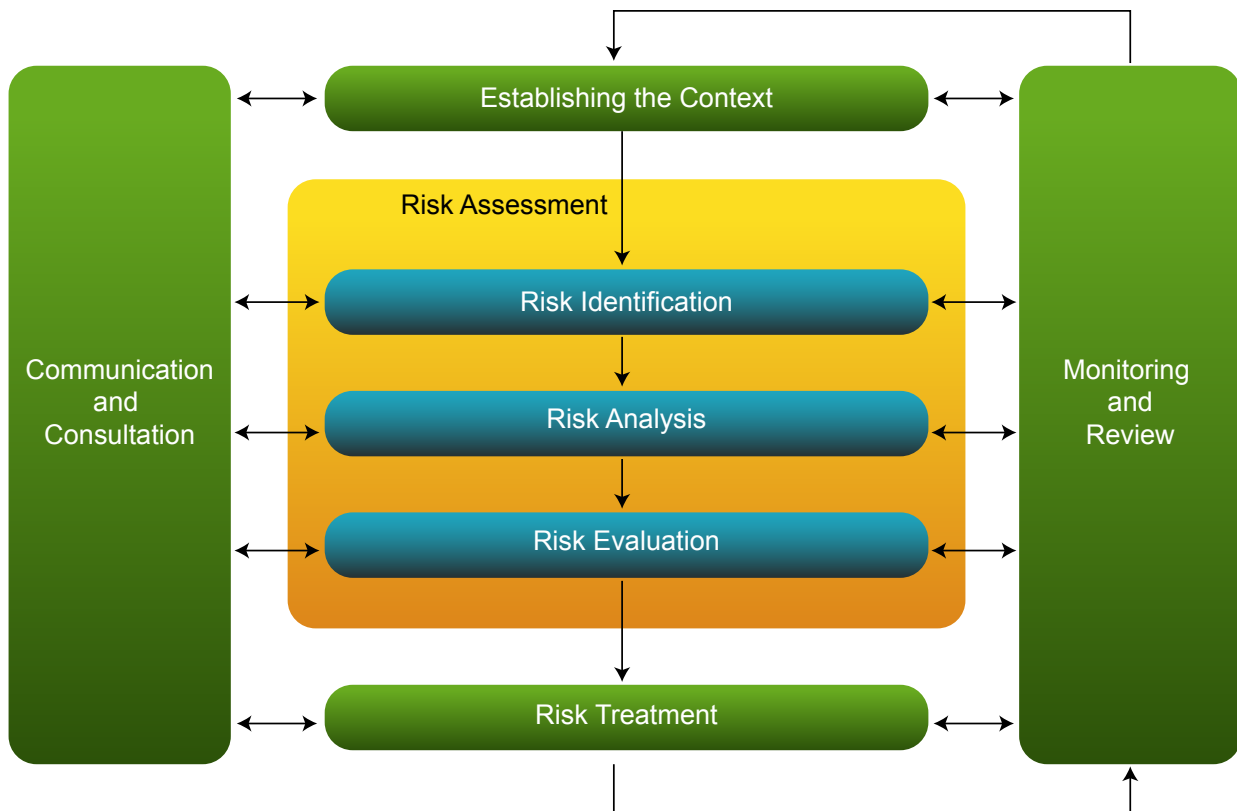 Establishing the Context
Risk Assessment
Risk Identification
Communication
and
Consultation
Risk Analysis
Monitoring
and
Review
Risk Evaluation
Risk Treatment